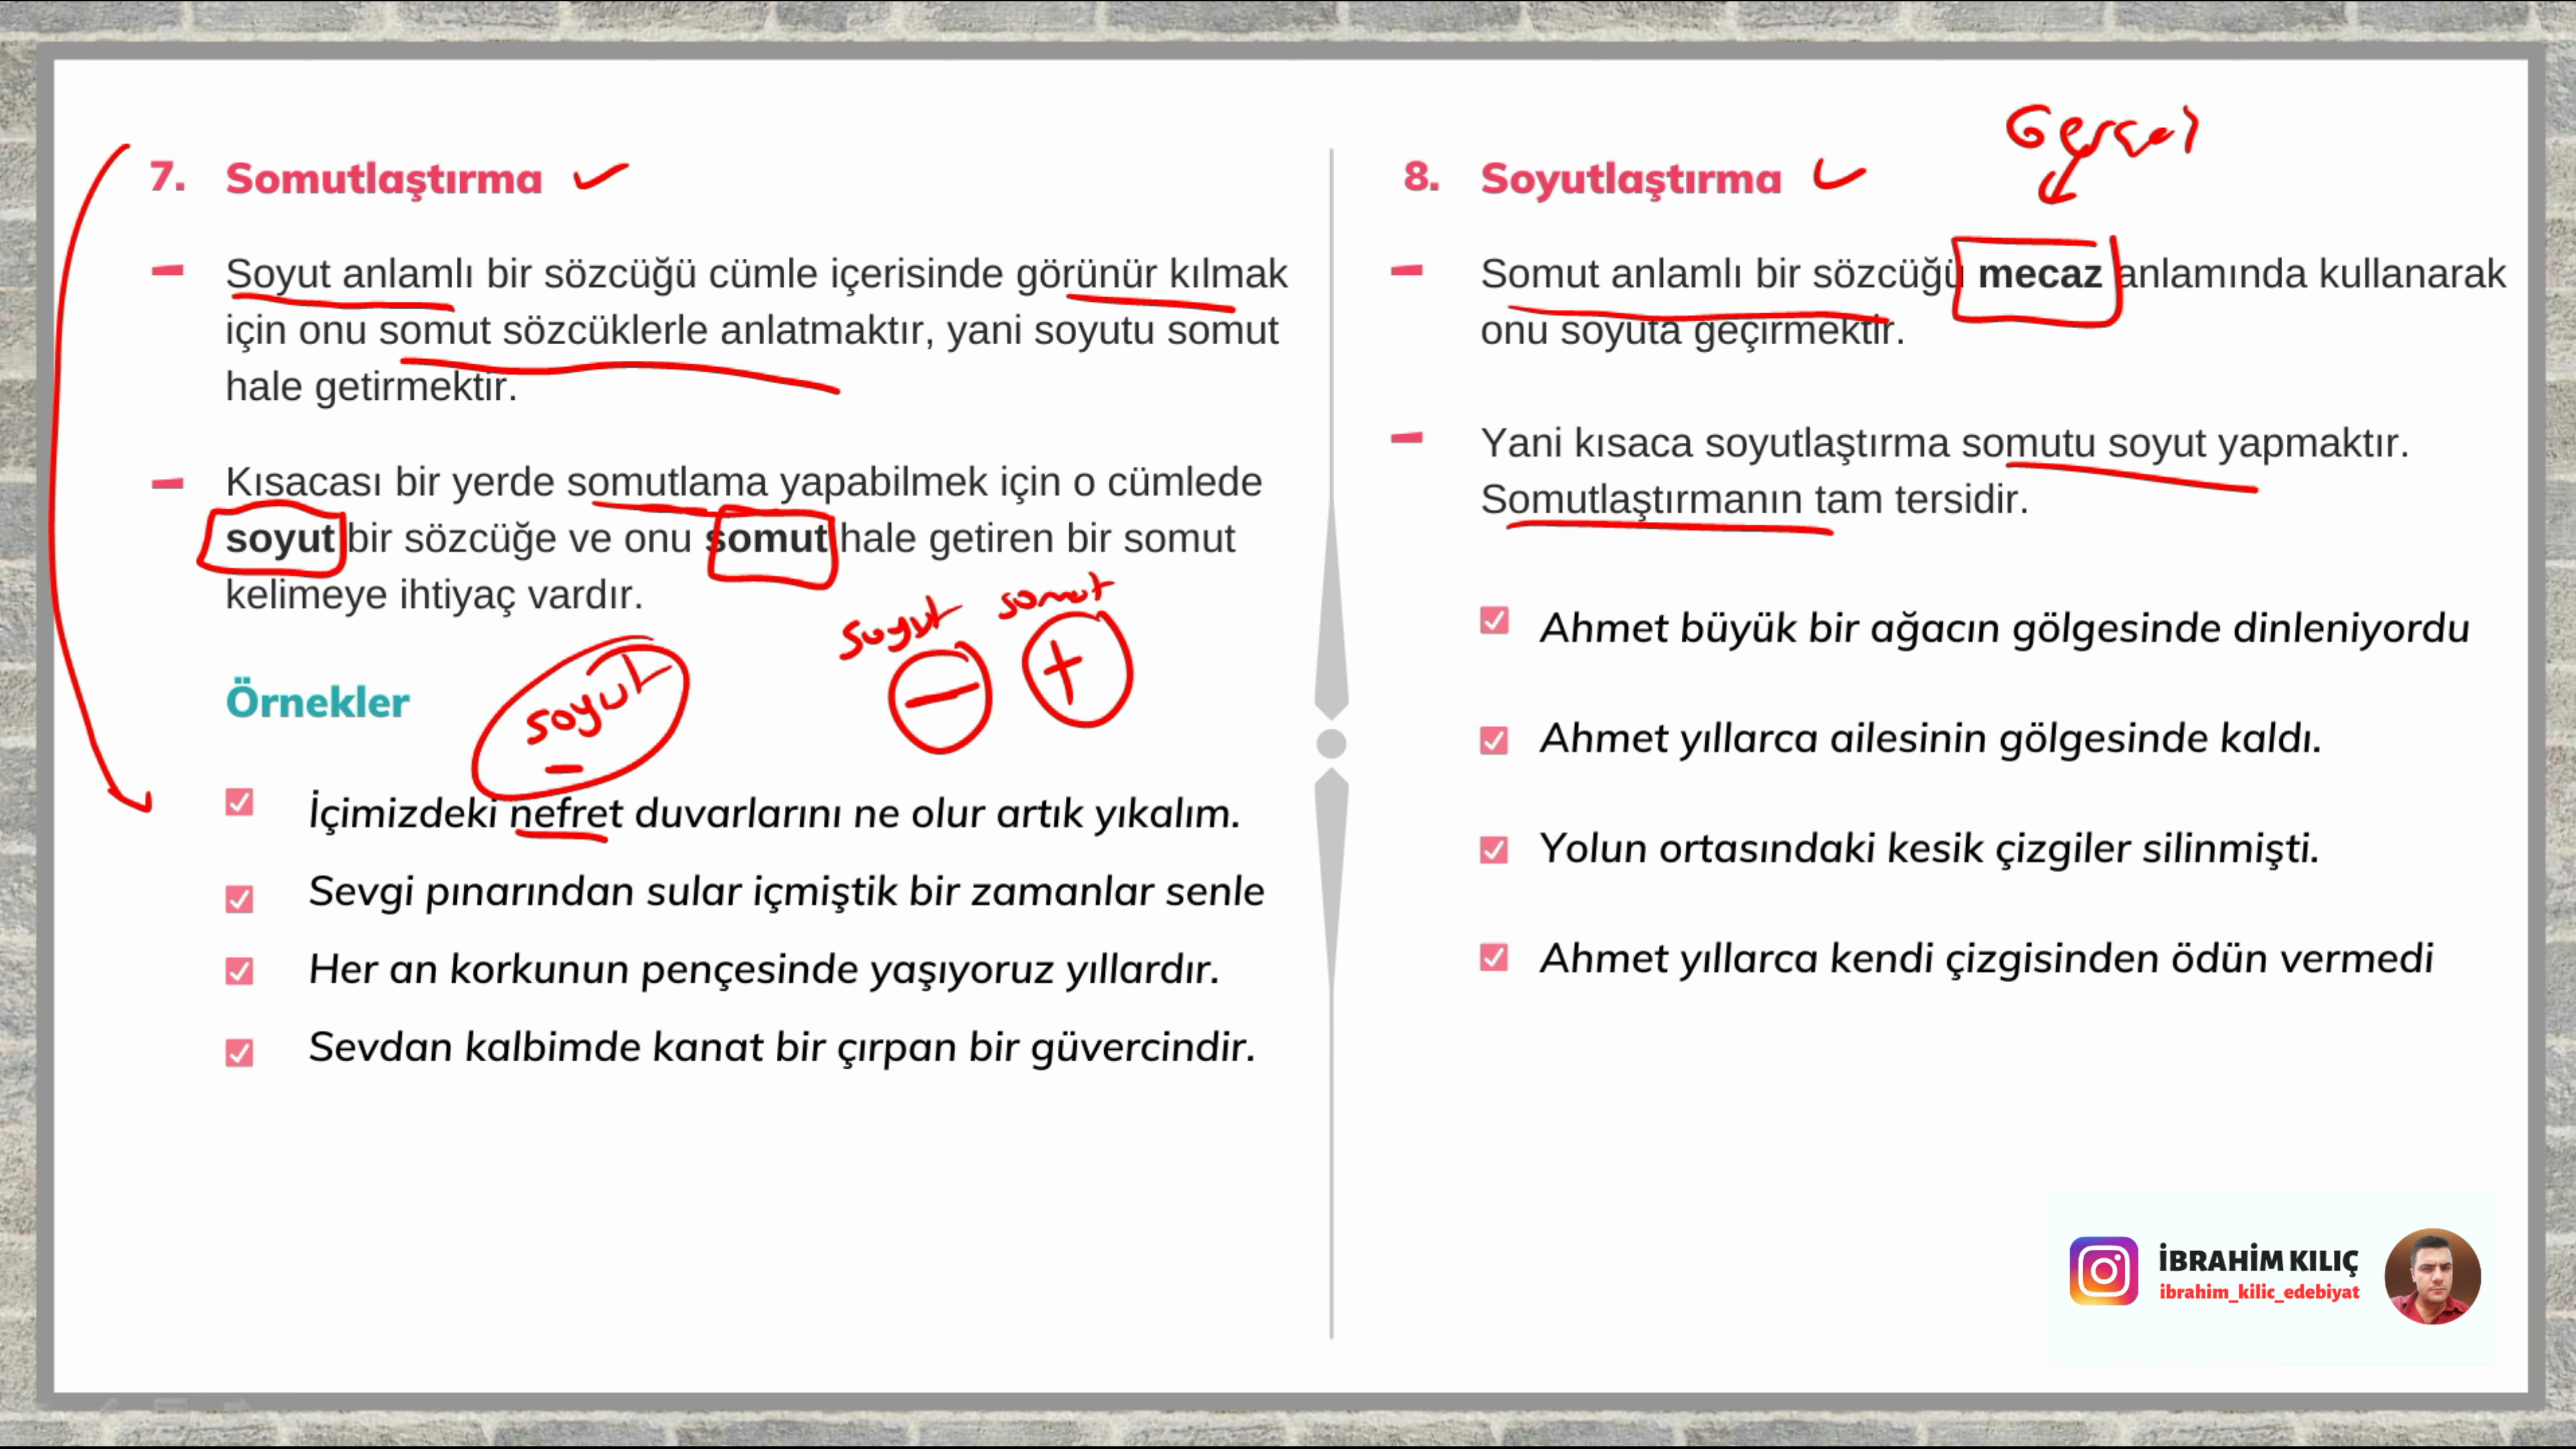 7. Somutlaştırma
Soyut anlamlı bir sözcüğü cümle içerisinde görünür kılmak
için onu somut sözcüklerle anlatmaktır, yani soyutu somut
hale getirmektir.
Kısacası bir yerde somutlama yapabilmek için o cümlede
soyut bir sözcüğe ve onu somut hale getiren bir somut
kelimeye ihtiyaç vardır.
soyut somut
− +
Örnekler
soyut
−
İçimizdeki nefret duvarlarını ne olur artık yıkalım.
Sevgi pınarından sular içmiştik bir zamanlar senle
Her an korkunun pençesinde yaşıyoruz yıllardır.
Sevdan kalbimde kanat bir çırpan bir güvercindir.
8. Soyutlaştırma
Somut anlamlı bir sözcüğü mecaz anlamında kullanarak
onu soyuta geçirmektir.
Yani kısaca soyutlaştırma somutu soyut yapmaktır.
Somutlaştırmanın tam tersidir.
Ahmet büyük bir ağacın gölgesinde dinleniyordu
Ahmet yıllarca ailesinin gölgesinde kaldı.
Yolun ortasındaki kesik çizgiler silinmişti.
Ahmet yıllarca kendi çizgisinden ödün vermedi
İBRAHİM KILIÇ
ibrahim_kilic_edebiyat